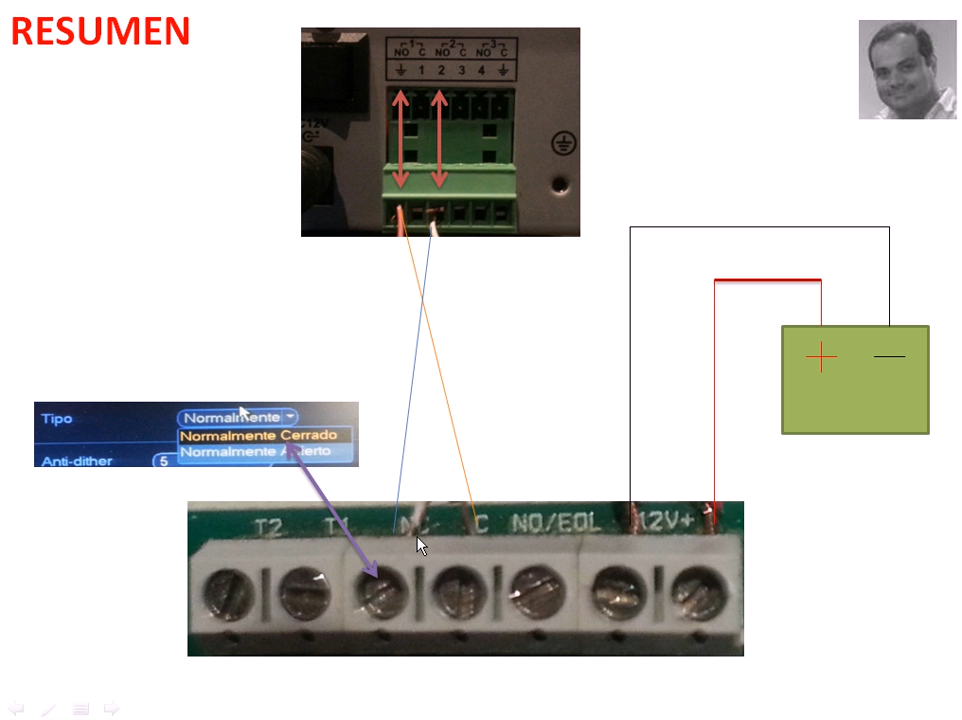 RESUMEN
1 2 3
NO C NO C NO C
⏚ 1 2 3 4 ⏚
C12V
Tipo Normalmente
Normalmente Cerrado
Normalmente Abierto
Anti-dither 5
+ —
T2 T1 NC C NO/EOL 12V+